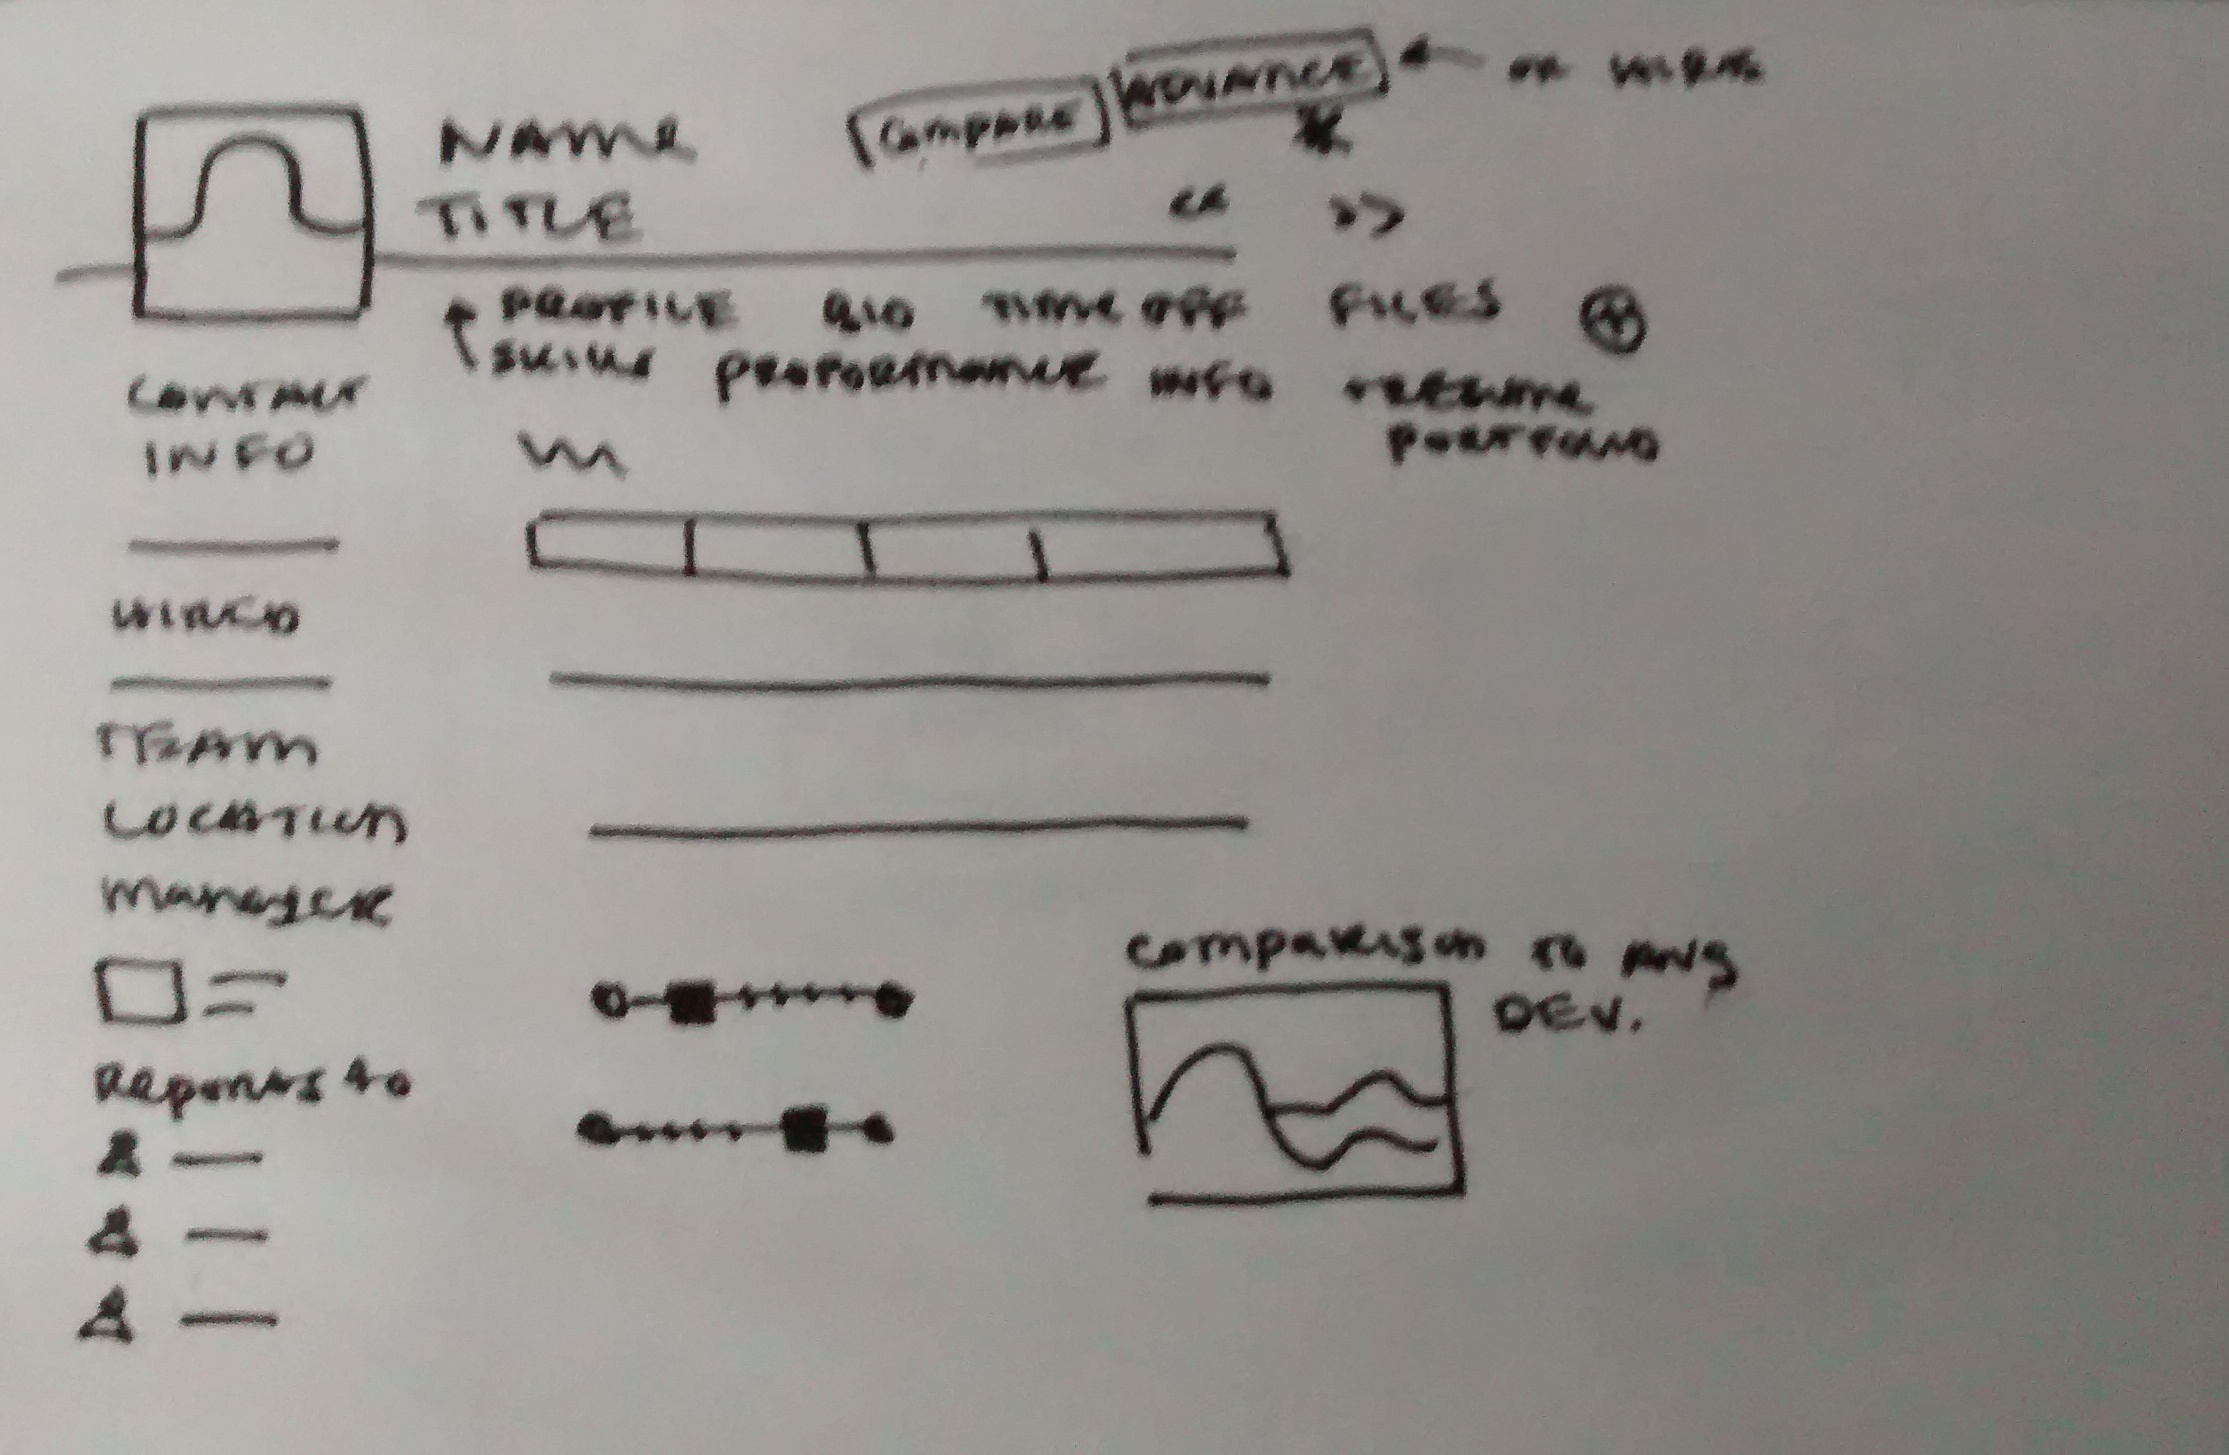 NAME
COMPARE
ADVANCE
OR HIRE
TITLE
<< >>
PROFILE BIO TIME OFF FILES
SKILLS PROFORMANCE INFO + RESUME
PORTFOLIO
CONTACT
INFO
HIRED
TEAM
LOCATION
Manager
Reports to
Comparison to AVG
DEV.